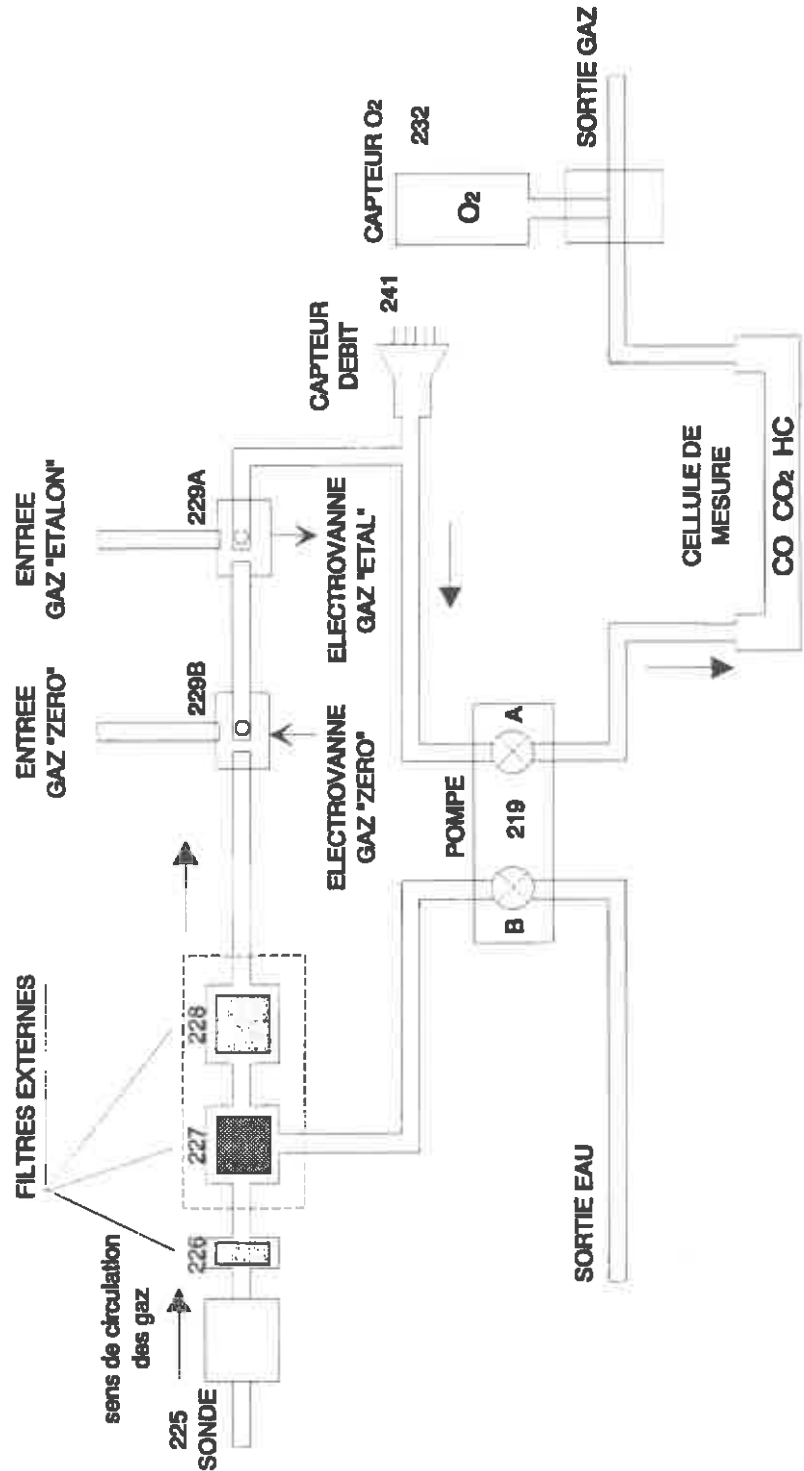 FILTRES EXTERNES
sens de circulation
des gaz
225
SONDE
226
227
228
ENTREE
GAZ "ZERO"
229B
O
ELECTROVANNE
GAZ "ZERO"
ENTREE
GAZ "ETALON"
229A
C
ELECTROVANNE
GAZ "ETAL"
CAPTEUR
DEBIT
241
CAPTEUR O2
232
O2
POMPE
B
219
A
SORTIE EAU
CELLULE DE
MESURE
CO CO2 HC
SORTIE GAZ